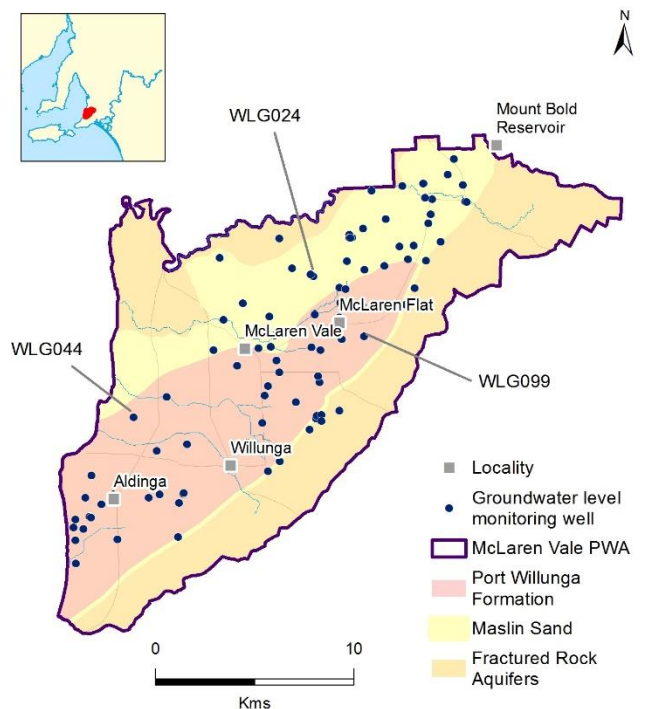 N
Mount Bold
Reservoir
WLG024
McLaren Flat
McLaren Vale
WLG044
WLG099
Willunga
Aldinga
Locality
Groundwater level
monitoring well
McLaren Vale PWA
Port Willunga
Formation
Maslin Sand
Fractured Rock
Aquifers
0
10
Kms